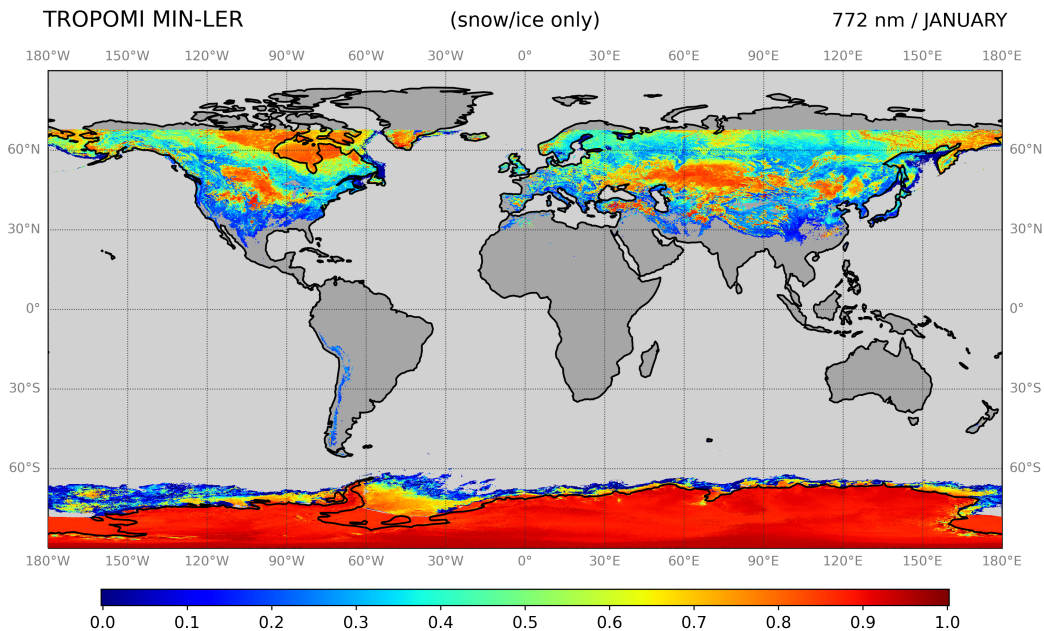 TROPOMI MIN-LER (snow/ice only) 772 nm / JANUARY
180°W 150°W 120°W 90°W 60°W 30°W 0° 30°E 60°E 90°E 120°E 150°E 180°E
60°N 60°N
30°N 30°N
0° 0°
30°S 30°S
60°S 60°S
180°W 150°W 120°W 90°W 60°W 30°W 0° 30°E 60°E 90°E 120°E 150°E 180°E
0.0 0.1 0.2 0.3 0.4 0.5 0.6 0.7 0.8 0.9 1.0